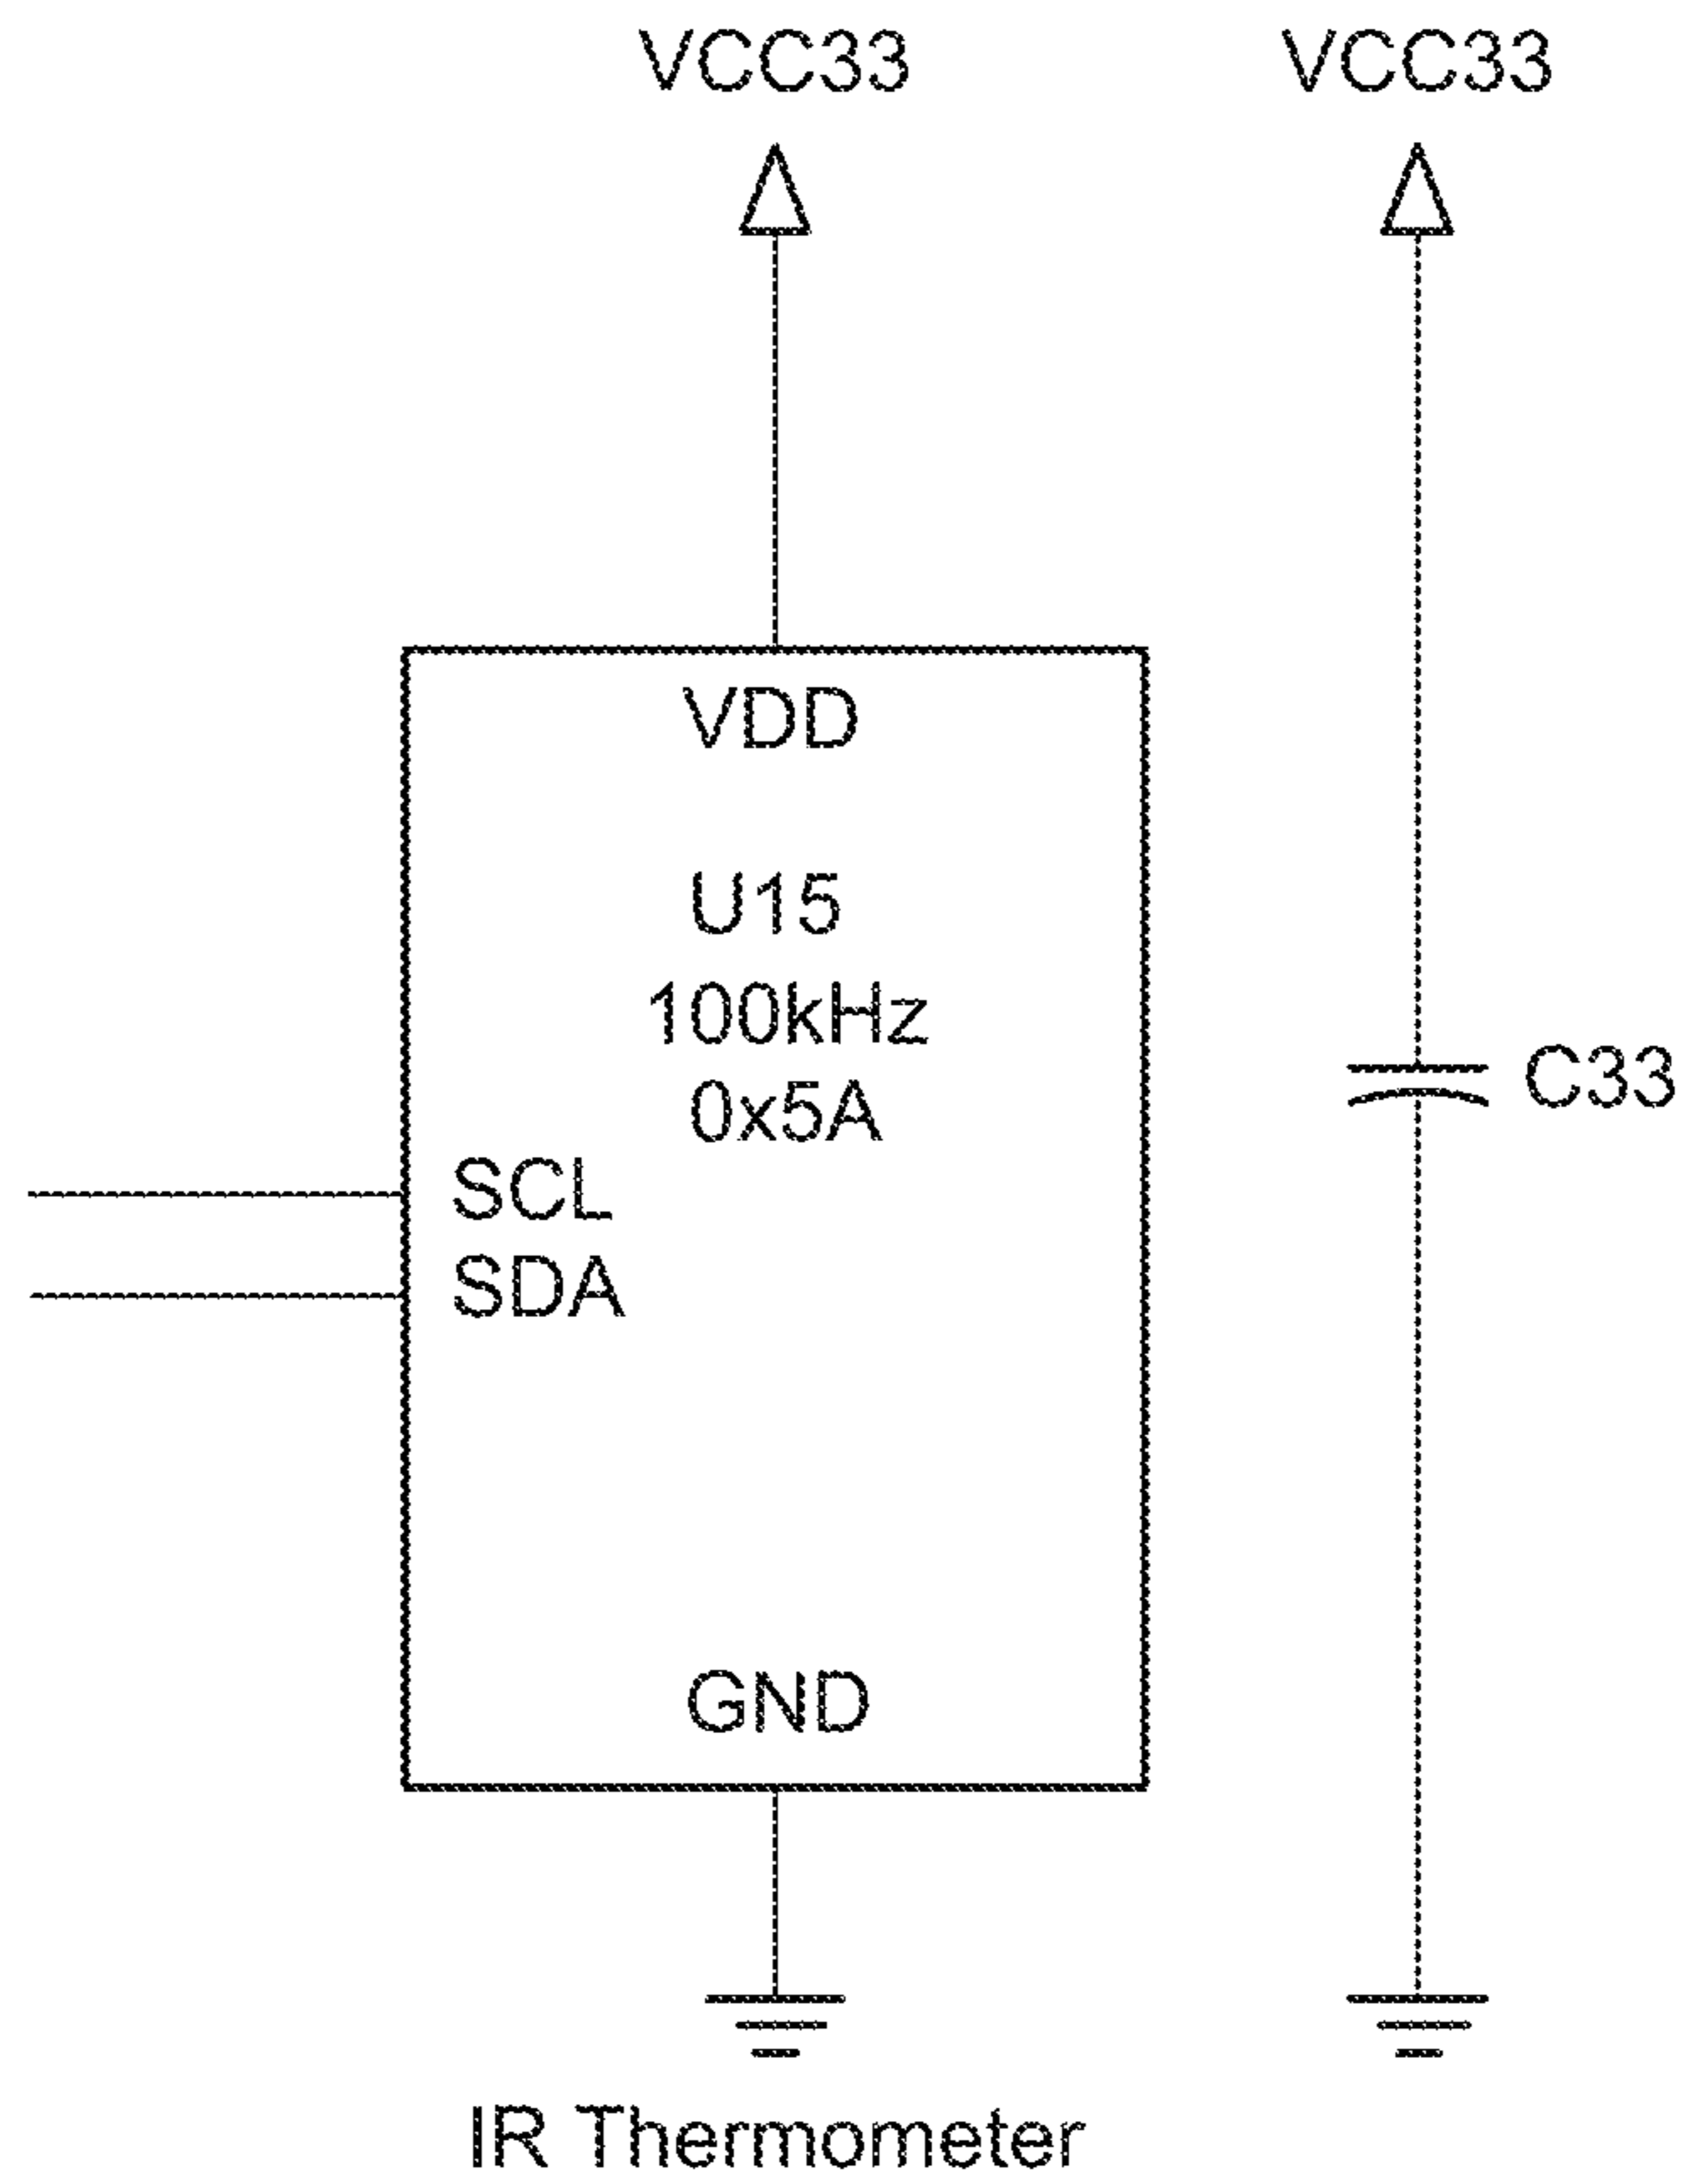 VCC33
VCC33
VDD
U15
100kHz
0x5A
C33
SCL
SDA
GND
IR Thermometer